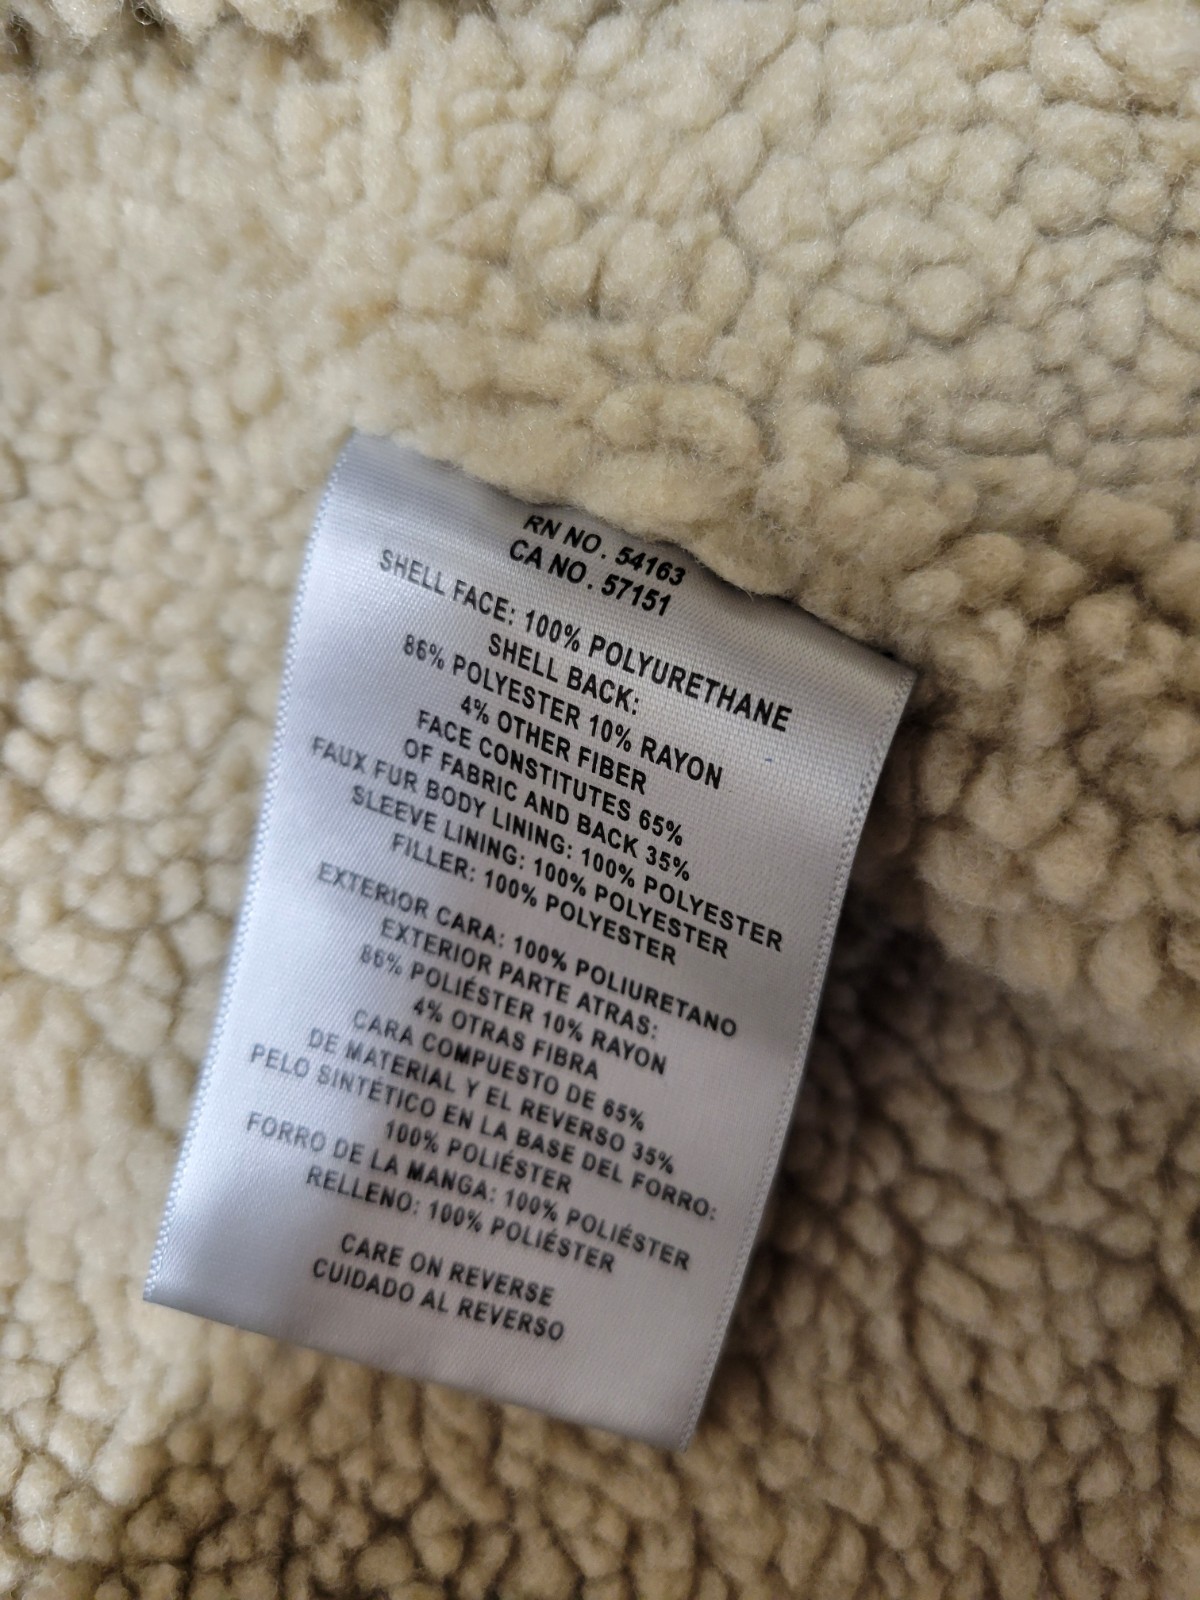 RN NO. 54163
CA NO. 57151
SHELL FACE: 100% POLYURETHANE
SHELL BACK:
86% POLYESTER 10% RAYON
4% OTHER FIBER
FACE CONSTITUTES 65%
OF FABRIC AND BACK 35%
FAUX FUR BODY LINING: 100% POLYESTER
SLEEVE LINING: 100% POLYESTER
FILLER: 100% POLYESTER
EXTERIOR CARA: 100% POLIURETANO
EXTERIOR PARTE ATRAS:
86% POLIÉSTER 10% RAYON
4% OTRAS FIBRA
CARA COMPUESTO DE 65%
DE MATERIAL Y EL REVERSO 35%
PELO SINTÉTICO EN LA BASE DEL FORRO:
100% POLIÉSTER
FORRO DE LA MANGA: 100% POLIÉSTER
RELLENO: 100% POLIÉSTER
CARE ON REVERSE
CUIDADO AL REVERSO